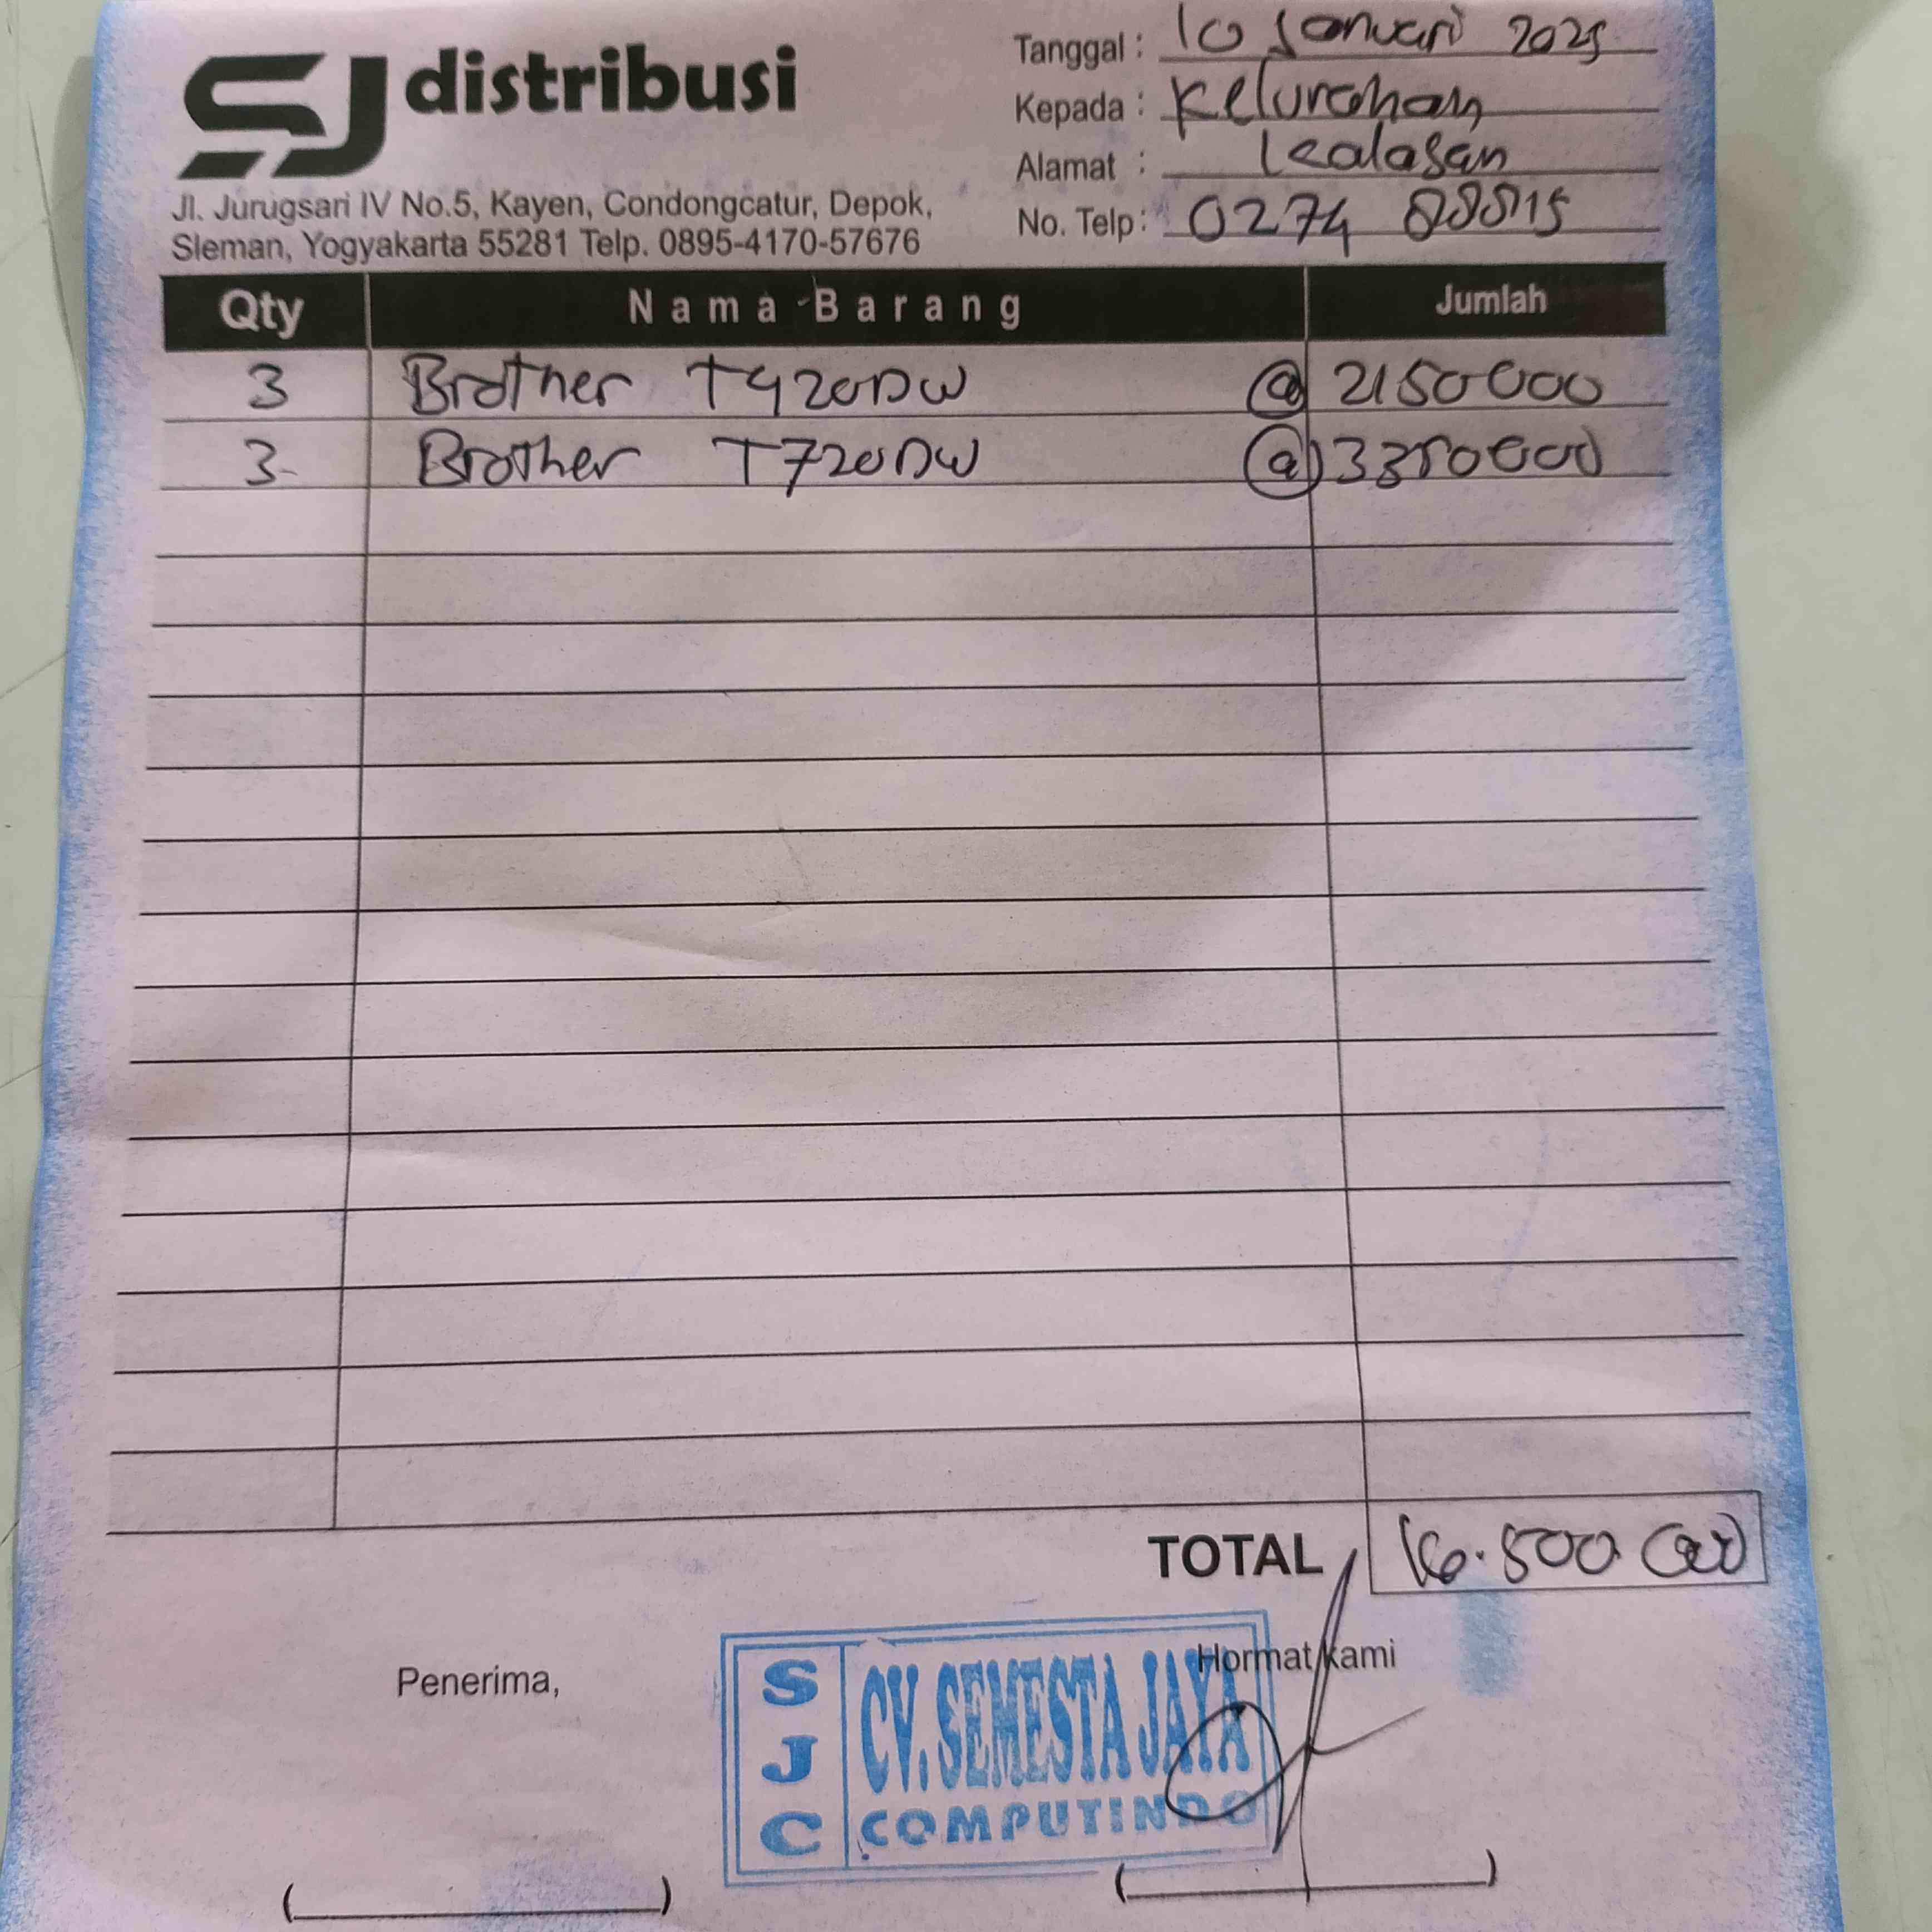 SJ distribusi
Jl. Jurugsari IV No.5, Kayen, Condongcatur, Depok,
Sleman, Yogyakarta 55281 Telp. 0895-4170-57676
Tanggal : 10 Januari 2025
Kepada : Kelurahan
Alamat : Kalasan
No. Telp : 0274
Qty Nama Barang Jumlah
3 Brother T420DW @ 2150000
3 Brother T720DW @ 3350000
TOTAL 16.500.000
Penerima,
Hormat kami
SJC
CV. SEMESTA JAYA
COMPUTINDO